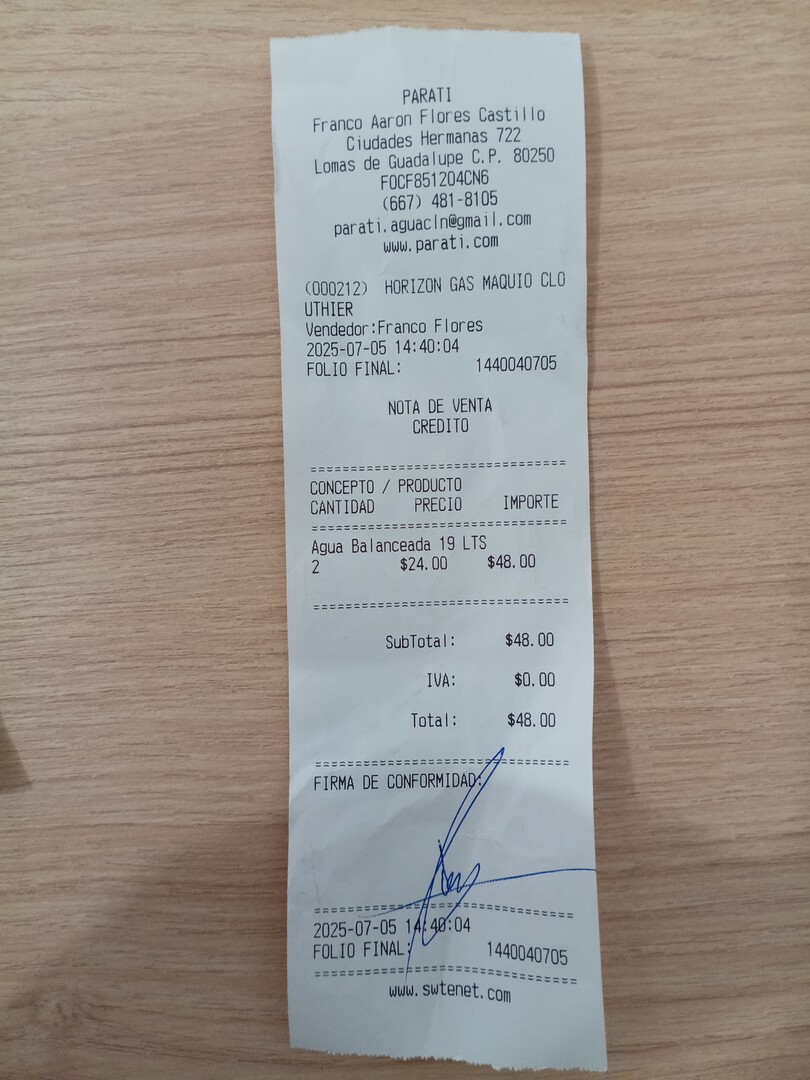 PARATI
Franco Aaron Flores Castillo
Ciudades Hermanas 722
Lomas de Guadalupe C.P. 80250
FOCF851204CN6
(667) 481-8105
parati.aguacln@gmail.com
www.parati.com
(000212) HORIZON GAS MAQUIO CLO
UTHIER
Vendedor:Franco Flores
2025-07-05 14:40:04
FOLIO FINAL: 1440040705
NOTA DE VENTA
CREDITO
================================
CONCEPTO / PRODUCTO
CANTIDAD PRECIO IMPORTE
================================
Agua Balanceada 19 LTS
2 $24.00 $48.00
================================
SubTotal: $48.00
IVA: $0.00
Total: $48.00
================================
FIRMA DE CONFORMIDAD:
================================
2025-07-05 14:40:04
FOLIO FINAL: 1440040705
================================
www.swtenet.com